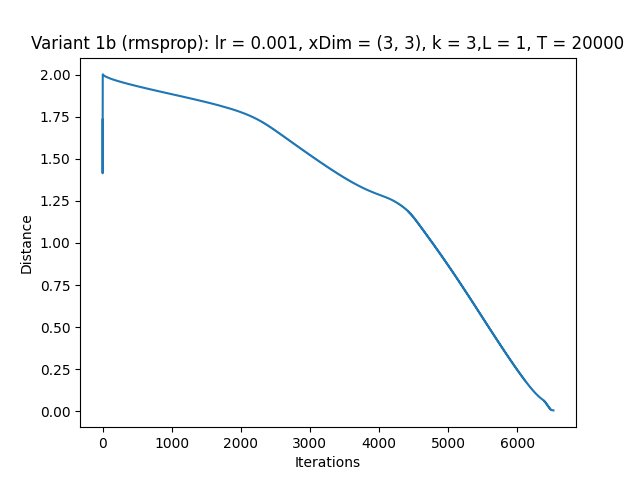 Variant 1b (rmsprop): lr = 0.001, xDim = (3, 3), k = 3,L = 1, T = 20000
2.00
1.75
1.50
1.25
1.00
0.75
0.50
0.25
0.00
Distance
0 1000 2000 3000 4000 5000 6000
Iterations